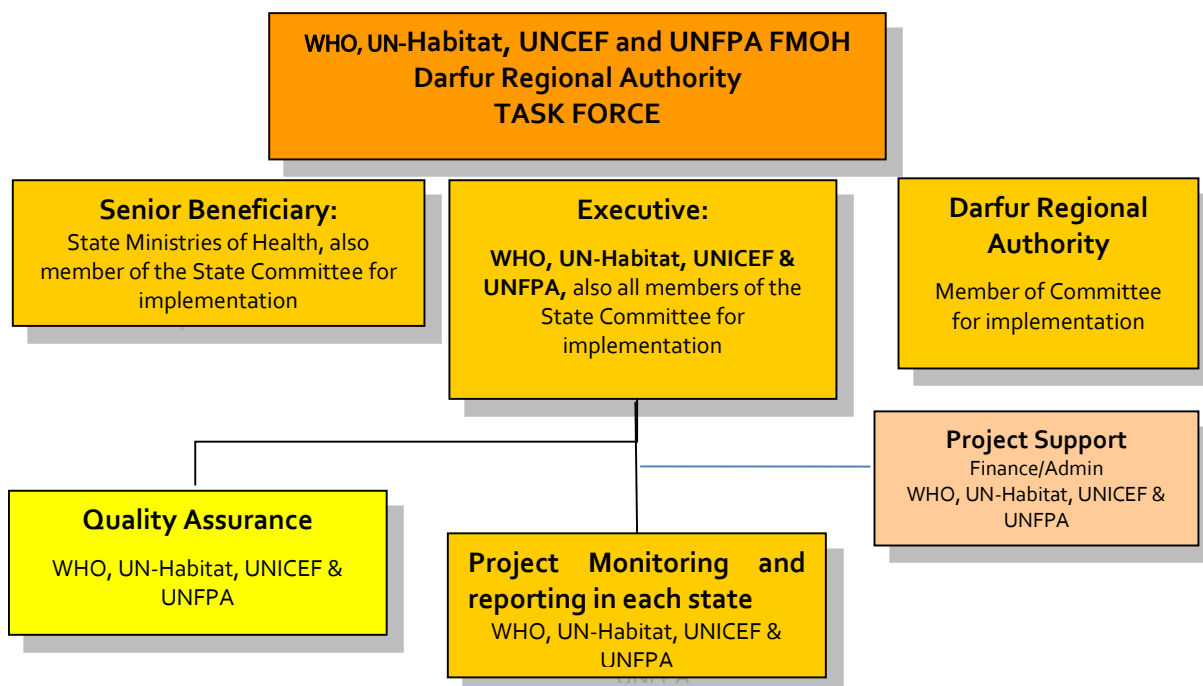 WHO, UN-Habitat, UNCEF and UNFPA FMOH
Darfur Regional Authority
TASK FORCE
Senior Beneficiary:
State Ministries of Health, also
member of the State Committee for
implementation
Executive:
WHO, UN-Habitat, UNICEF &
UNFPA, also all members of the
State Committee for
implementation
Darfur Regional
Authority
Member of Committee
for implementation
Project Support
Finance/Admin
WHO, UN-Habitat, UNICEF &
UNFPA
Quality Assurance
WHO, UN-Habitat, UNICEF &
UNFPA
Project Monitoring and
reporting in each state
WHO, UN-Habitat, UNICEF &
UNFPA